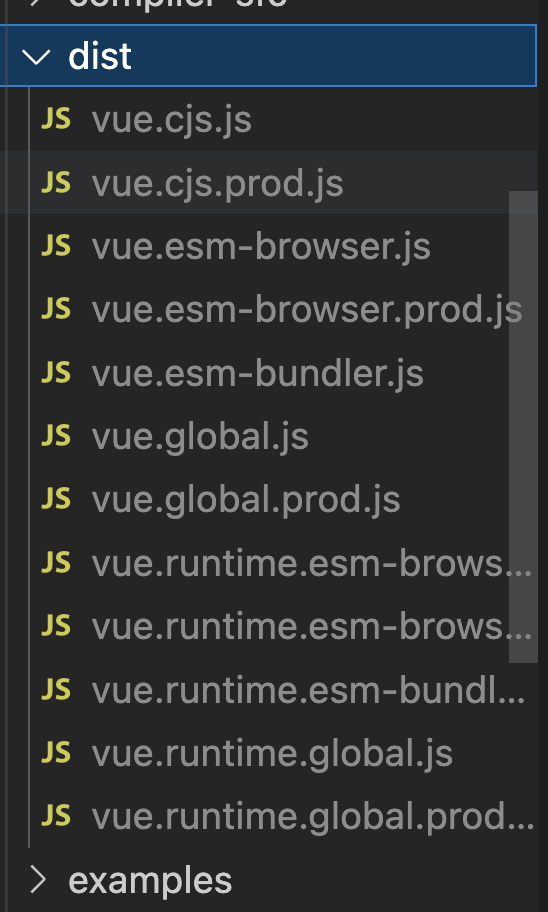 compiler-sfc
dist
JS vue.cjs.js
JS vue.cjs.prod.js
JS vue.esm-browser.js
JS vue.esm-browser.prod.js
JS vue.esm-bundler.js
JS vue.global.js
JS vue.global.prod.js
JS vue.runtime.esm-brows...
JS vue.runtime.esm-brows...
JS vue.runtime.esm-bundl...
JS vue.runtime.global.js
JS vue.runtime.global.prod...
examples